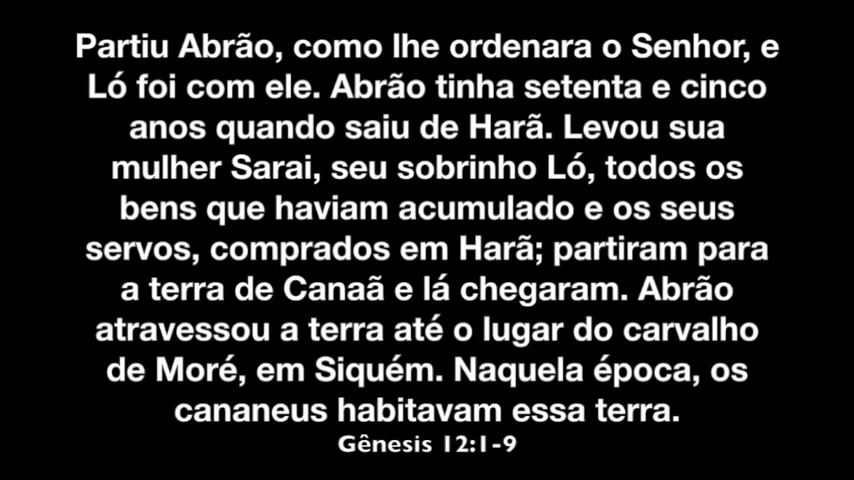 Partiu Abrão, como lhe ordenara o Senhor, e
Ló foi com ele. Abrão tinha setenta e cinco
anos quando saiu de Harã. Levou sua
mulher Sarai, seu sobrinho Ló, todos os
bens que haviam acumulado e os seus
servos, comprados em Harã; partiram para
a terra de Canaã e lá chegaram. Abrão
atravessou a terra até o lugar do carvalho
de Moré, em Siquém. Naquela época, os
cananeus habitavam essa terra.
Gênesis 12:1-9